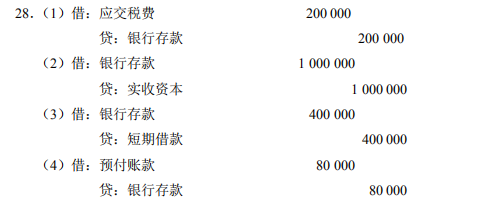 28.（1）借：应交税费 200 000
贷：银行存款 200 000
（2）借：银行存款 1 000 000
贷：实收资本 1 000 000
（3）借：银行存款 400 000
贷：短期借款 400 000
（4）借：预付账款 80 000
贷：银行存款 80 000